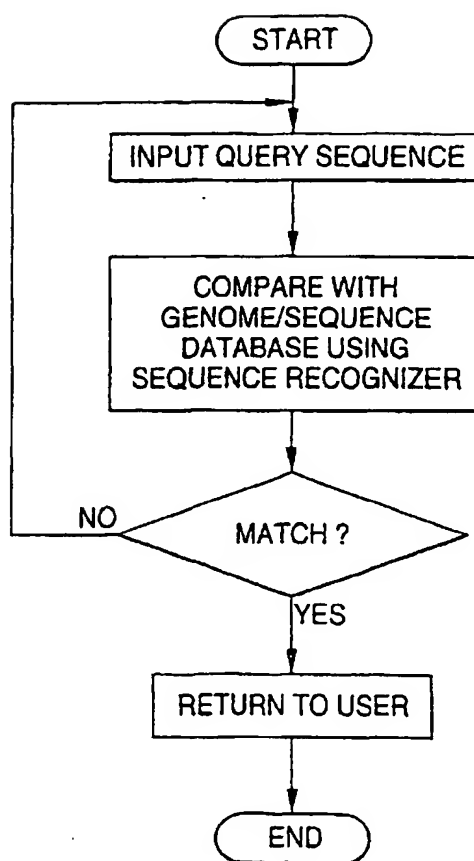 START
INPUT QUERY SEQUENCE
COMPARE WITH
GENOME/SEQUENCE
DATABASE USING
SEQUENCE RECOGNIZER
NO
MATCH ?
YES
RETURN TO USER
END